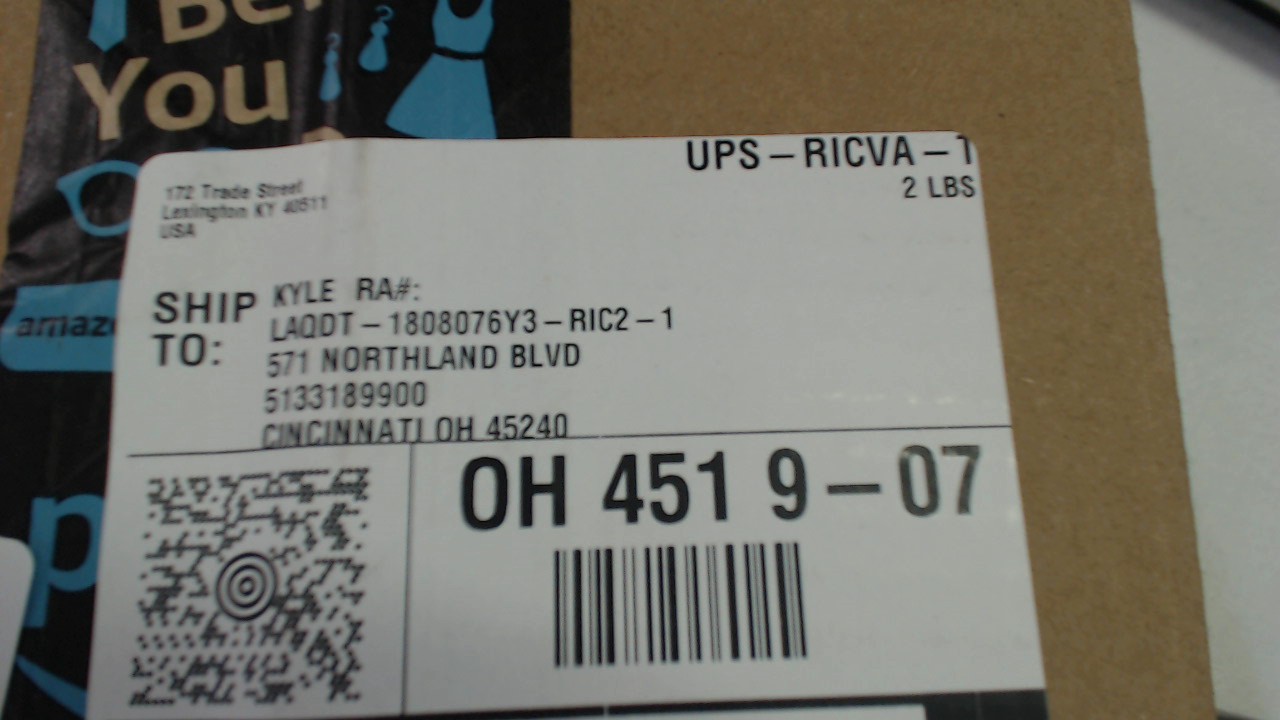 You
amazo
p
UPS-RICVA-1
2 LBS
172 Trade Street
Lexington KY 40511
USA
SHIP TO:
KYLE RA#:
LAQDT-1808076Y3-RIC2-1
571 NORTHLAND BLVD
5133189900
CINCINNATI OH 45240
OH 451 9-07